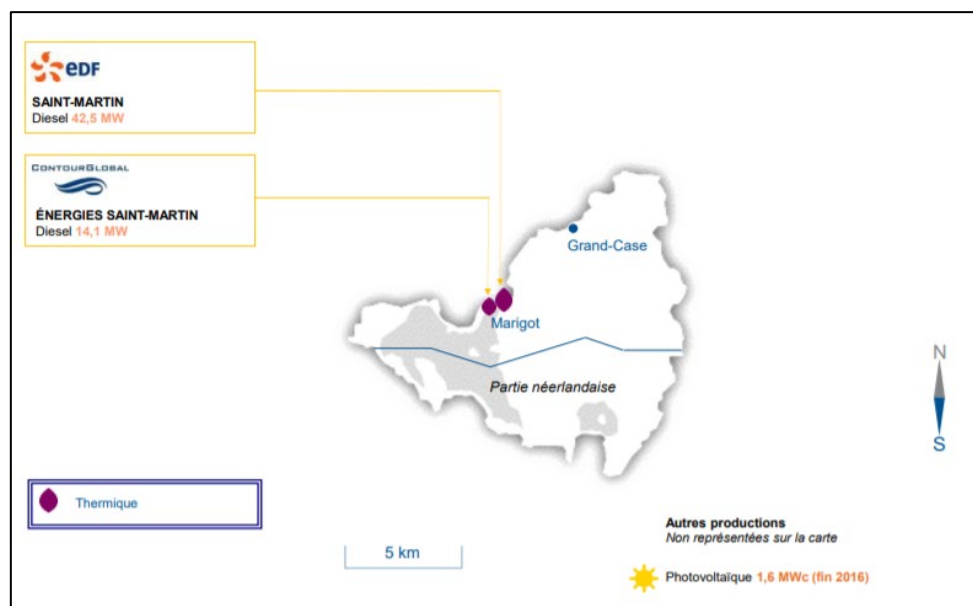 eDF
SAINT-MARTIN
Diesel 42,5 MW
CONTOURGLOBAL
ÉNERGIES SAINT-MARTIN
Diesel 14,1 MW
Grand-Case
Marigot
Partie néerlandaise
N
S
Thermique
5 km
Autres productions
Non représentées sur la carte
Photovoltaïque 1,6 MWc (fin 2016)